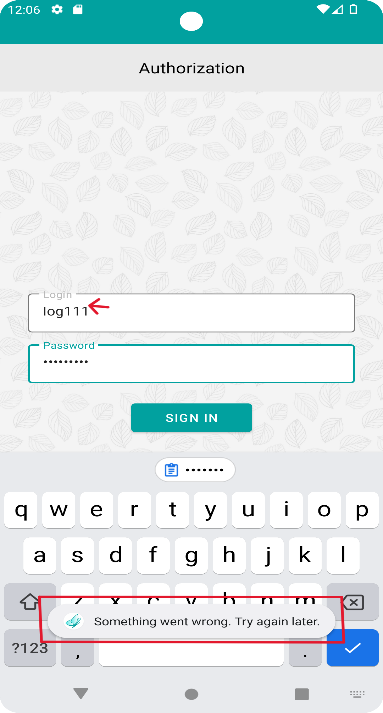 12:06
Authorization
Login
log111
Password
•••••••••
SIGN IN
•••••••
q w e r t y u i o p
a s d f g h j k l
z x c v b n m
Something went wrong. Try again later.
?123 , .